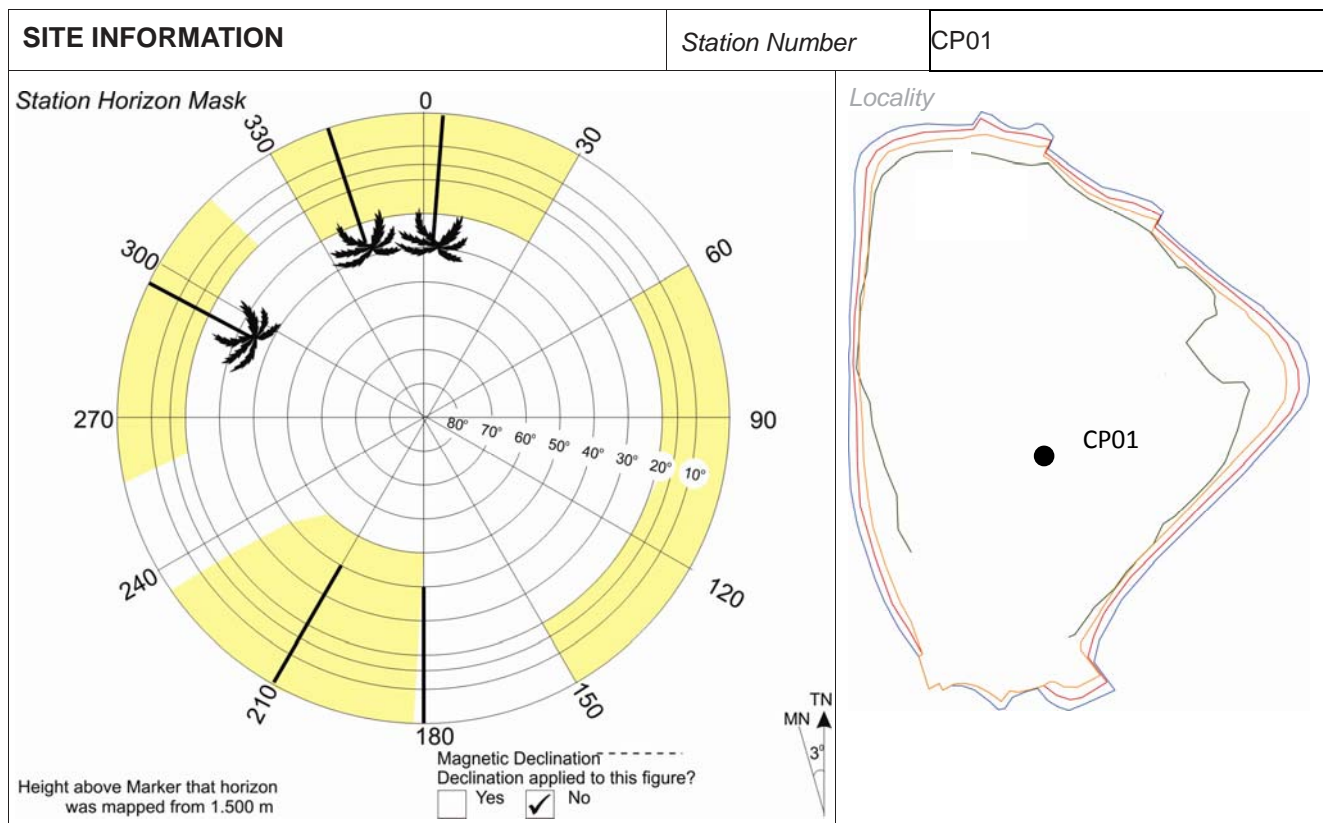 SITE INFORMATION
Station Number
CP01
Station Horizon Mask
Locality
0
30
60
90
120
150
180
210
240
270
300
330
80°
70°
60°
50°
40°
30°
20°
10°
CP01
TN
MN
3°
Magnetic Declination
Declination applied to this figure?
Yes
No
Height above Marker that horizon
was mapped from 1.500 m